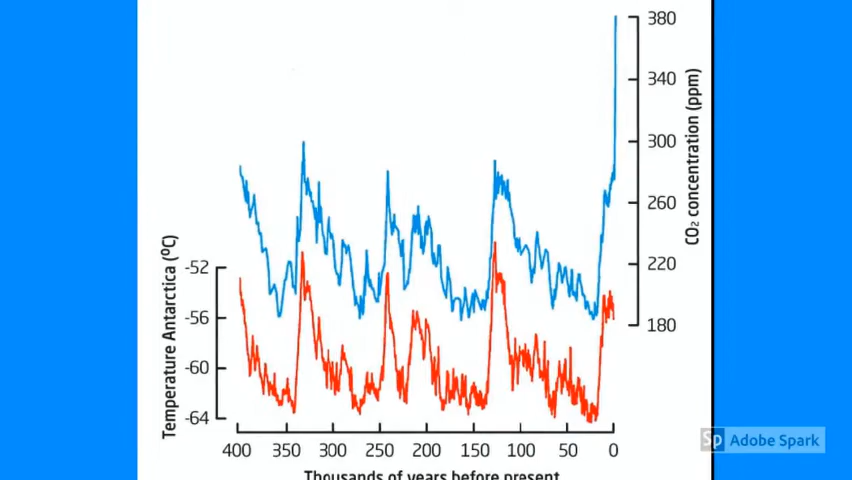 380
340
300
260
220
180
CO₂ concentration (ppm)
Temperature Antarctica (ºC)
-52
-56
-60
-64
400 350 300 250 200 150 100 50 0
Thousands of years before present
Sp Adobe Spark